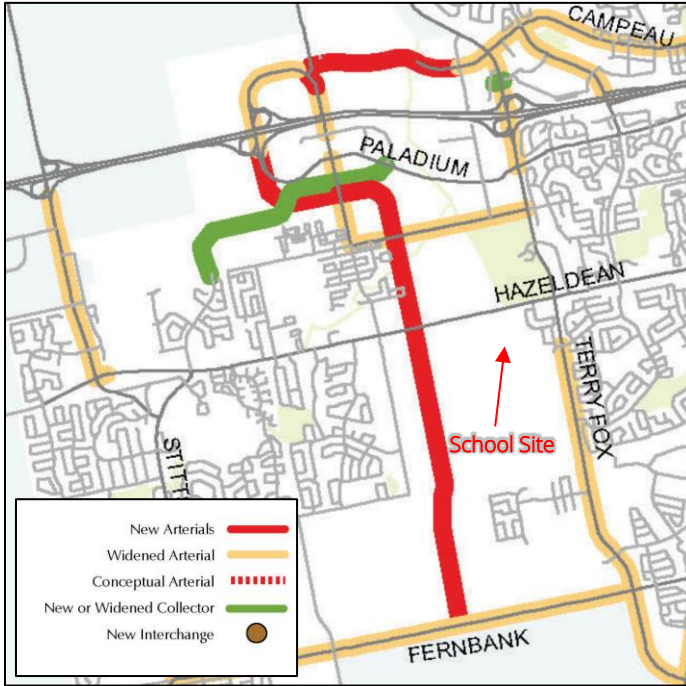 CAMPEAU
PALADIUM
HAZELDEAN
TERRY FOX
School Site
STITT
New Arterials
Widened Arterial
Conceptual Arterial
New or Widened Collector
New Interchange
FERNBANK